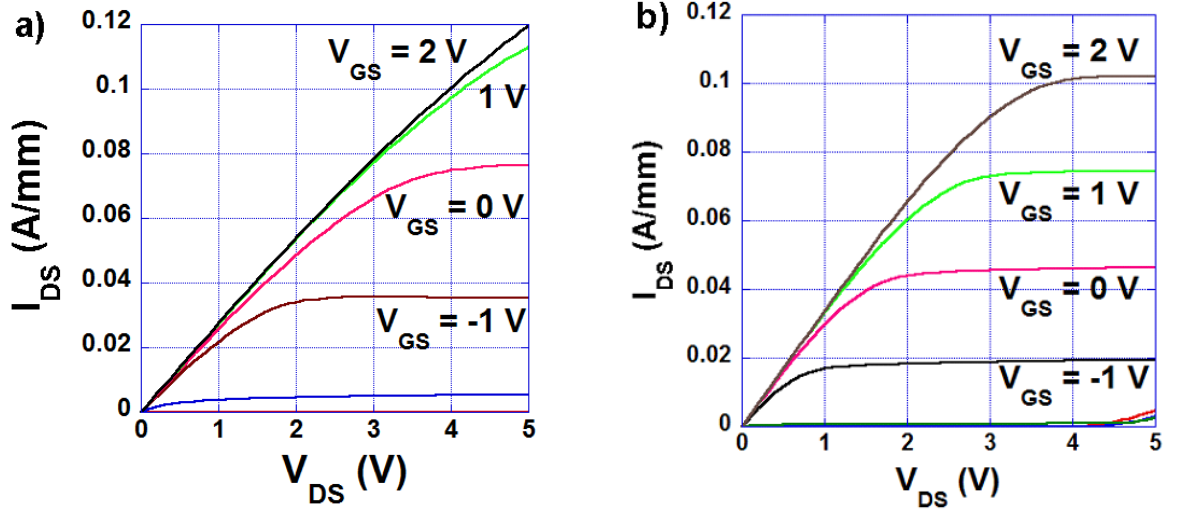 a)
0.12
0.1
0.08
0.06
0.04
0.02
0
I_DS (A/mm)
V_GS = 2 V
1 V
V_GS = 0 V
V_GS = -1 V
0 1 2 3 4 5
V_DS (V)
b)
0.12
0.1
0.08
0.06
0.04
0.02
0
I_DS (A/mm)
V_GS = 2 V
V_GS = 1 V
V_GS = 0 V
V_GS = -1 V
0 1 2 3 4 5
V_DS (V)